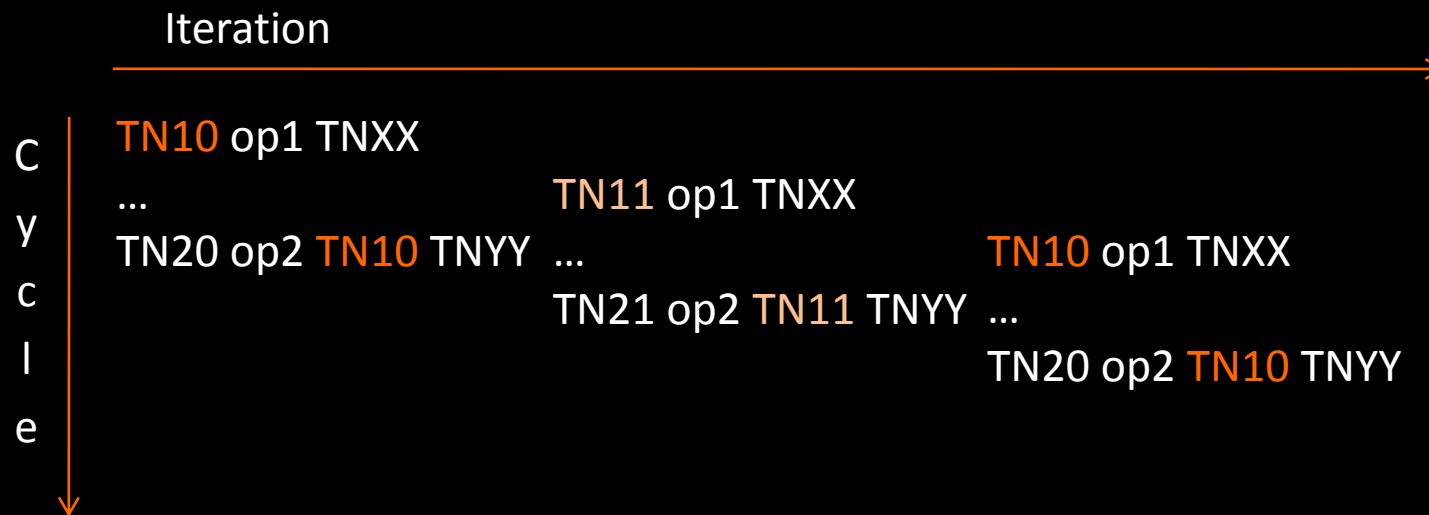 Iteration
Cycle
TN10 op1 TNXX
... TN11 op1 TNXX
TN20 op2 TN10 TNYY ... TN10 op1 TNXX
TN21 op2 TN11 TNYY ...
TN20 op2 TN10 TNYY